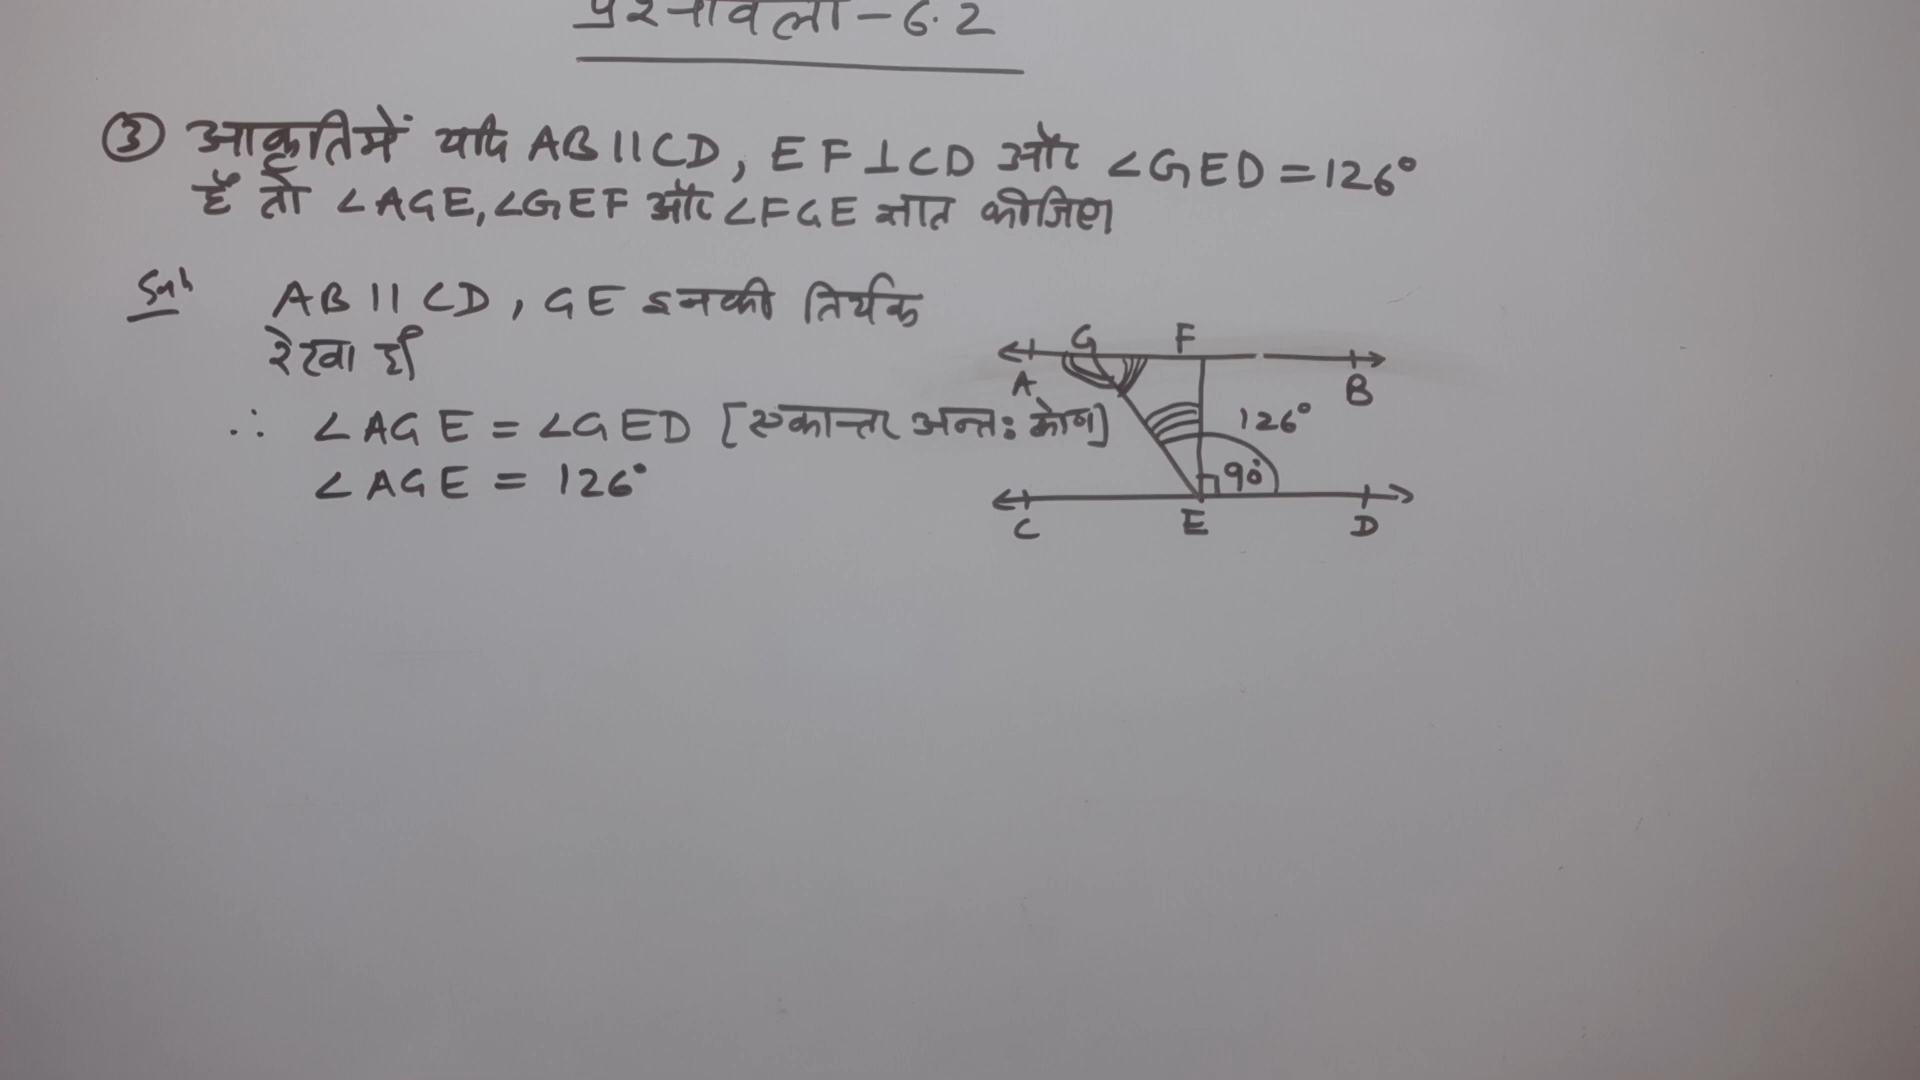 प्रश्नावली-6.2
③ आकृति में यदि AB||CD, EF⊥CD और ∠GED=126°
है तो ∠AGE,∠GEF और ∠FGE ज्ञात कीजिए।
Solⁿ AB || CD, GE इनकी तिर्यक
रेखा है।
∴ ∠AGE = ∠GED [एकान्तर अन्तः कोण]
∠AGE = 126°
G F
A B
126°
90°
C E D